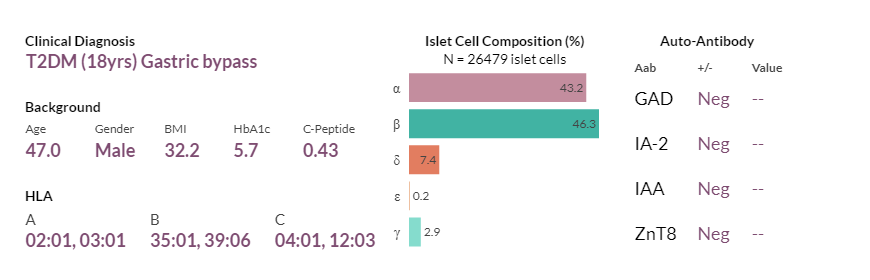 Clinical Diagnosis
T2DM (18yrs) Gastric bypass
Background
Age Gender BMI HbA1c C-Peptide
47.0 Male 32.2 5.7 0.43
HLA
A B C
02:01, 03:01 35:01, 39:06 04:01, 12:03
Islet Cell Composition (%)
N = 26479 islet cells
α 43.2
β 46.3
δ 7.4
ε 0.2
γ 2.9
Auto-Antibody
Aab +/- Value
GAD Neg --
IA-2 Neg --
IAA Neg --
ZnT8 Neg --